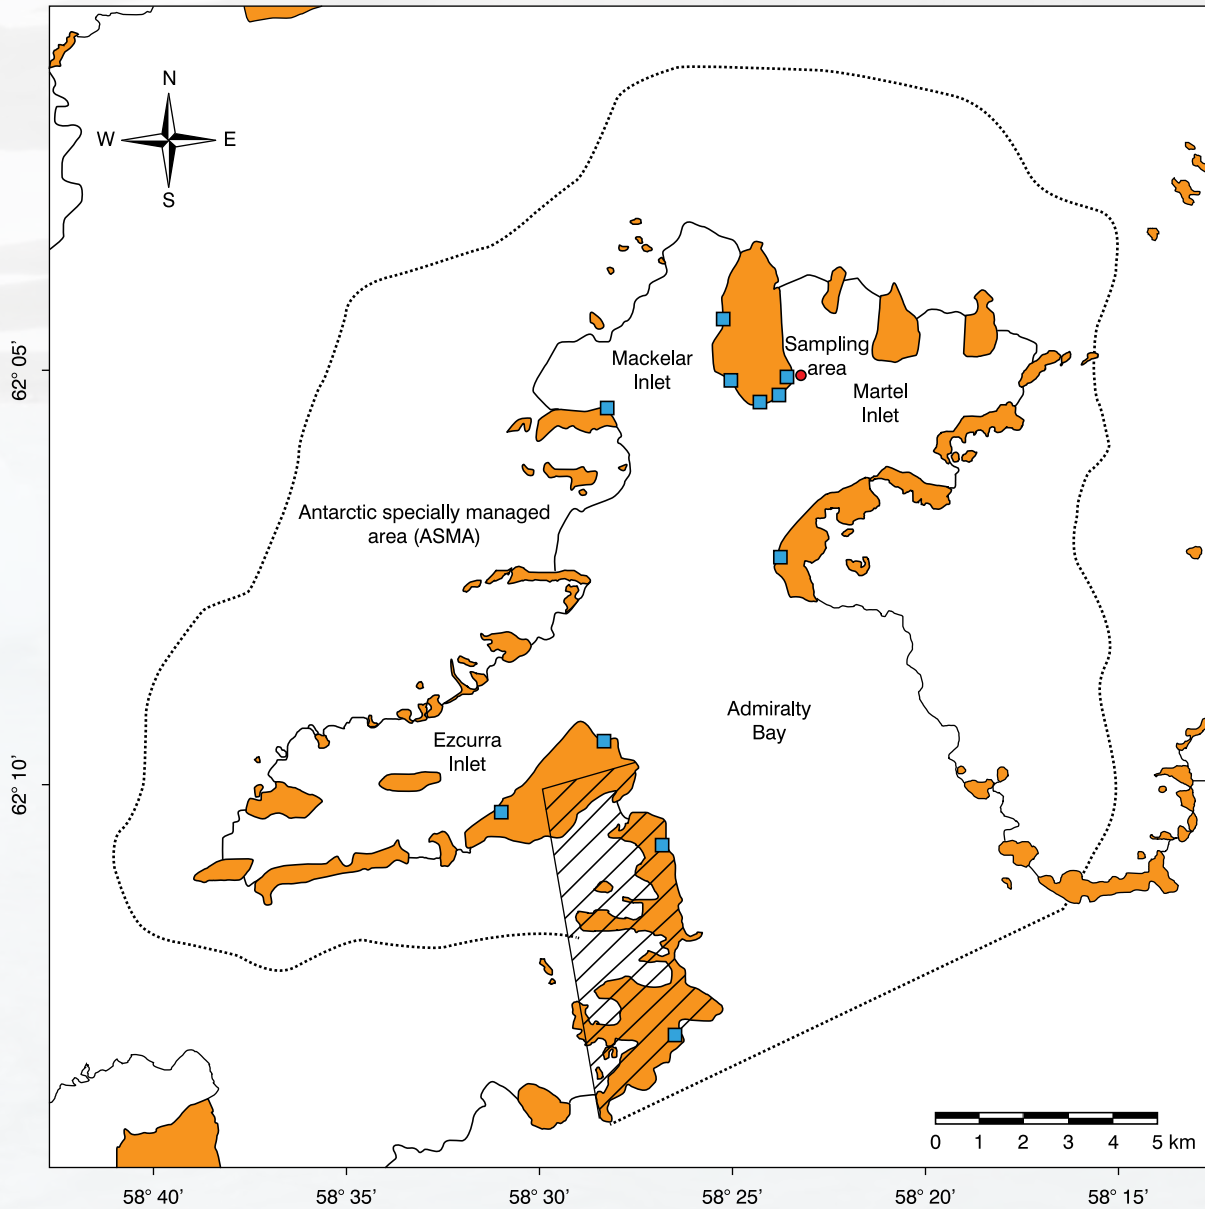 N
W E
S
Sampling
area
Mackelar
Inlet
Martel
Inlet
62° 05’
Antarctic specially managed
area (ASMA)
Admiralty
Bay
Ezcurra
Inlet
62° 10’
0 1 2 3 4 5 km
58° 40’ 58° 35’ 58° 30’ 58° 25’ 58° 20’ 58° 15’